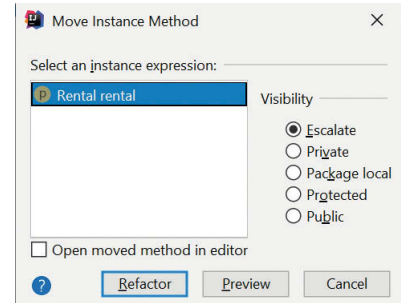 Move Instance Method
Select an instance expression:
Rental rental
Visibility
Escalate
Private
Package local
Protected
Public
Open moved method in editor
Refactor
Preview
Cancel